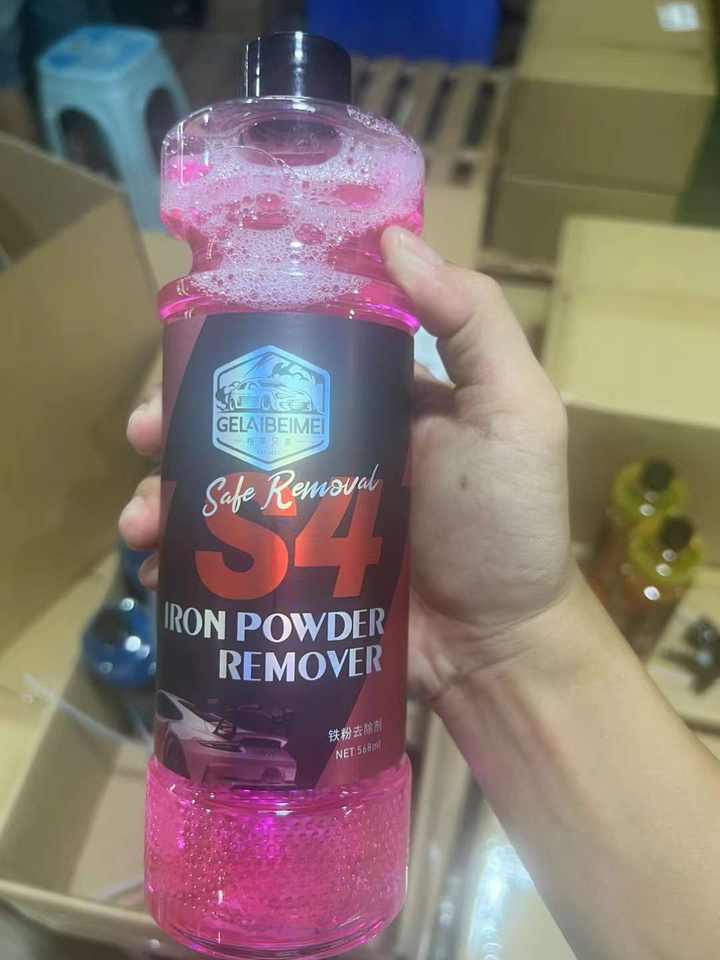 GELAIBEIMEI
Safe Removal
S4
IRON POWDER
REMOVER
铁粉去除剂
NET:568ml